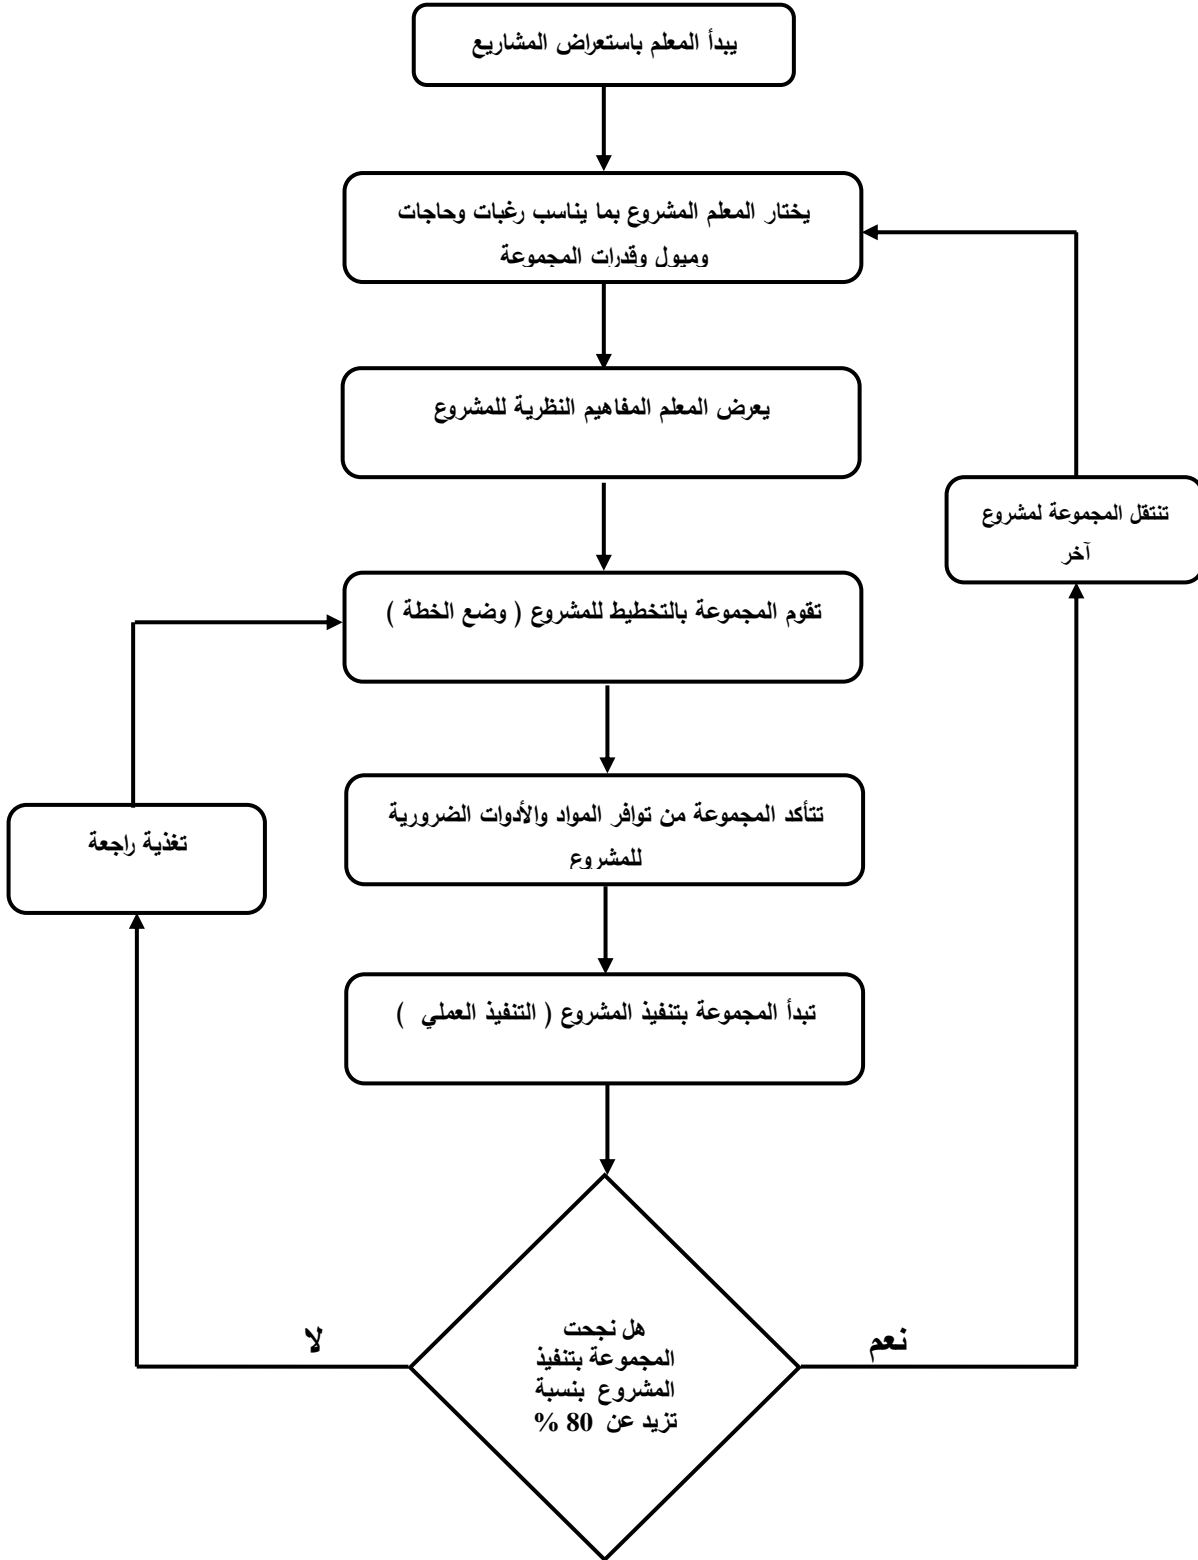 يبدأ المعلم باستعراض المشاريع
يختار المعلم المشروع بما يناسب رغبات وحاجات
وميول وقدرات المجموعة
يعرض المعلم المفاهيم النظرية للمشروع
تنتقل المجموعة لمشروع
آخر
تقوم المجموعة بالتخطيط للمشروع ( وضع الخطة )
تتأكد المجموعة من توافر المواد والأدوات الضرورية
للمشروع
تغذية راجعة
تبدأ المجموعة بتنفيذ المشروع ( التنفيذ العملي )
هل نجحت
المجموعة بتنفيذ
المشروع بنسبة
تزيد عن 80 %
نعم
لا